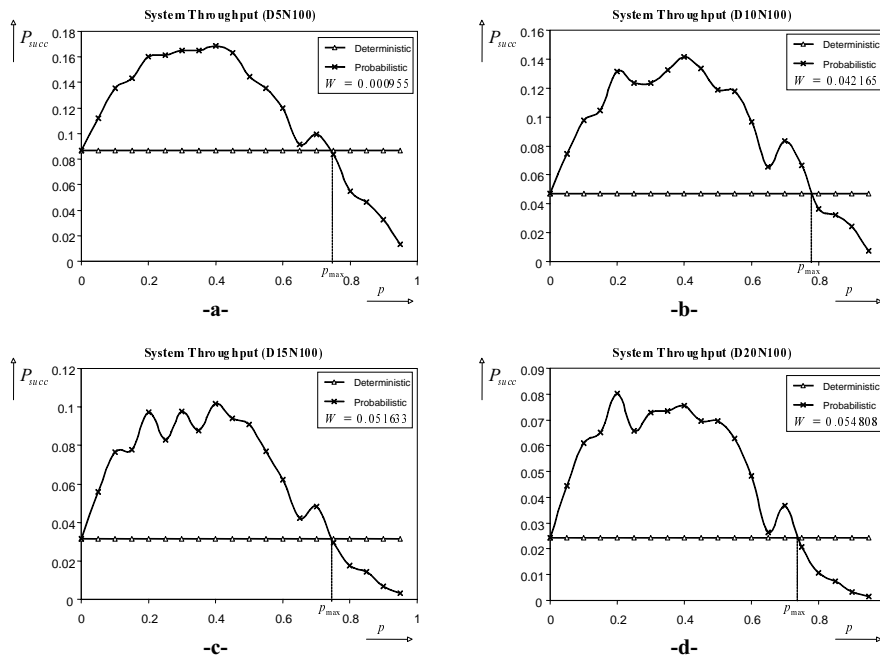 System Throughput (D5N100)
P_succ
0.18
0.16
0.14
0.12
0.1
0.08
0.06
0.04
0.02
0
Deterministic
Probabilistic
W = 0.000955
0 0.2 0.4 0.6 0.8 1
p_max
p
-a-
System Throughput (D10N100)
P_succ
0.16
0.14
0.12
0.1
0.08
0.06
0.04
0.02
0
Deterministic
Probabilistic
W = 0.042165
0 0.2 0.4 0.6 0.8
p_max
p
-b-
System Throughput (D15N100)
P_succ
0.12
0.1
0.08
0.06
0.04
0.02
0
Deterministic
Probabilistic
W = 0.051633
0 0.2 0.4 0.6 0.8 1
p_max
p
-c-
System Throughput (D20N100)
P_succ
0.09
0.08
0.07
0.06
0.05
0.04
0.03
0.02
0.01
0
Deterministic
Probabilistic
W = 0.054808
0 0.2 0.4 0.6 0.8
p_max
p
-d-